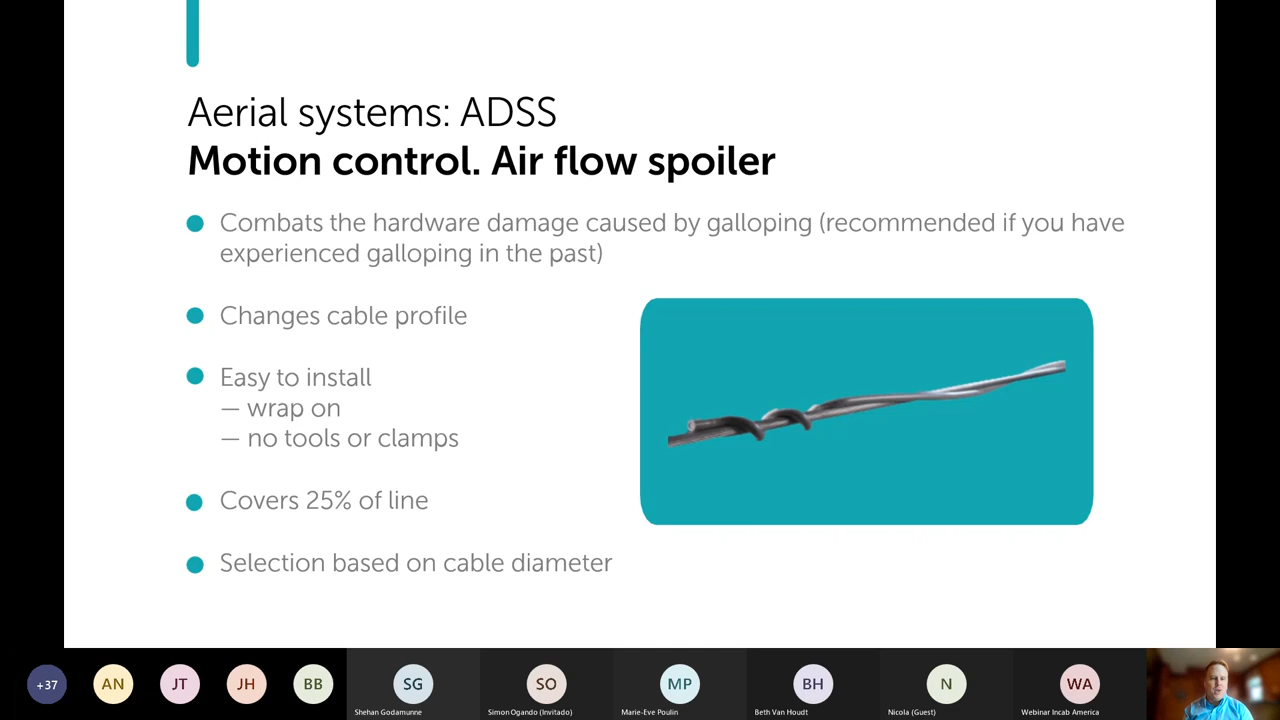 Aerial systems: ADSS
Motion control. Air flow spoiler
Combats the hardware damage caused by galloping (recommended if you have
experienced galloping in the past)
Changes cable profile
Easy to install
— wrap on
— no tools or clamps
Covers 25% of line
Selection based on cable diameter
+37
AN
JT
JH
BB
SG
SO
MP
BH
N
WA
Shehan Godamunne
Simon Ogando (Invitado)
Marie-Eve Poulin
Beth Van Houdt
Nicola (Guest)
Webinar Incab America